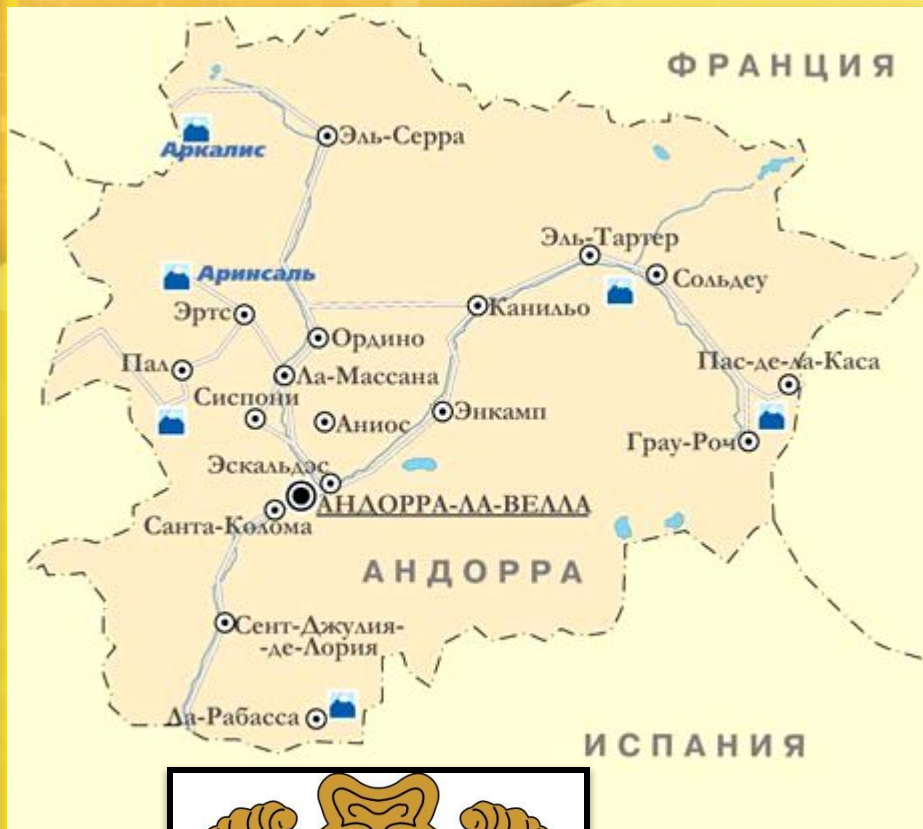 ФРАНЦИЯ
Эль-Серра
Аркалис
Эль-Тартер
Аринсаль
Сольдеу
Эртс
Канильо
Ордино
Пал
Пас-де-ла-Каса
Ла-Массана
Сиспони
Аниос
Энкамп
Грау-Роч
Эскальдэс
АНДОРРА-ЛА-ВЕЛЛА
Санта-Колома
АНДОРРА
Сент-Джулия-
-де-Лория
Ла-Рабасса
ИСПАНИЯ